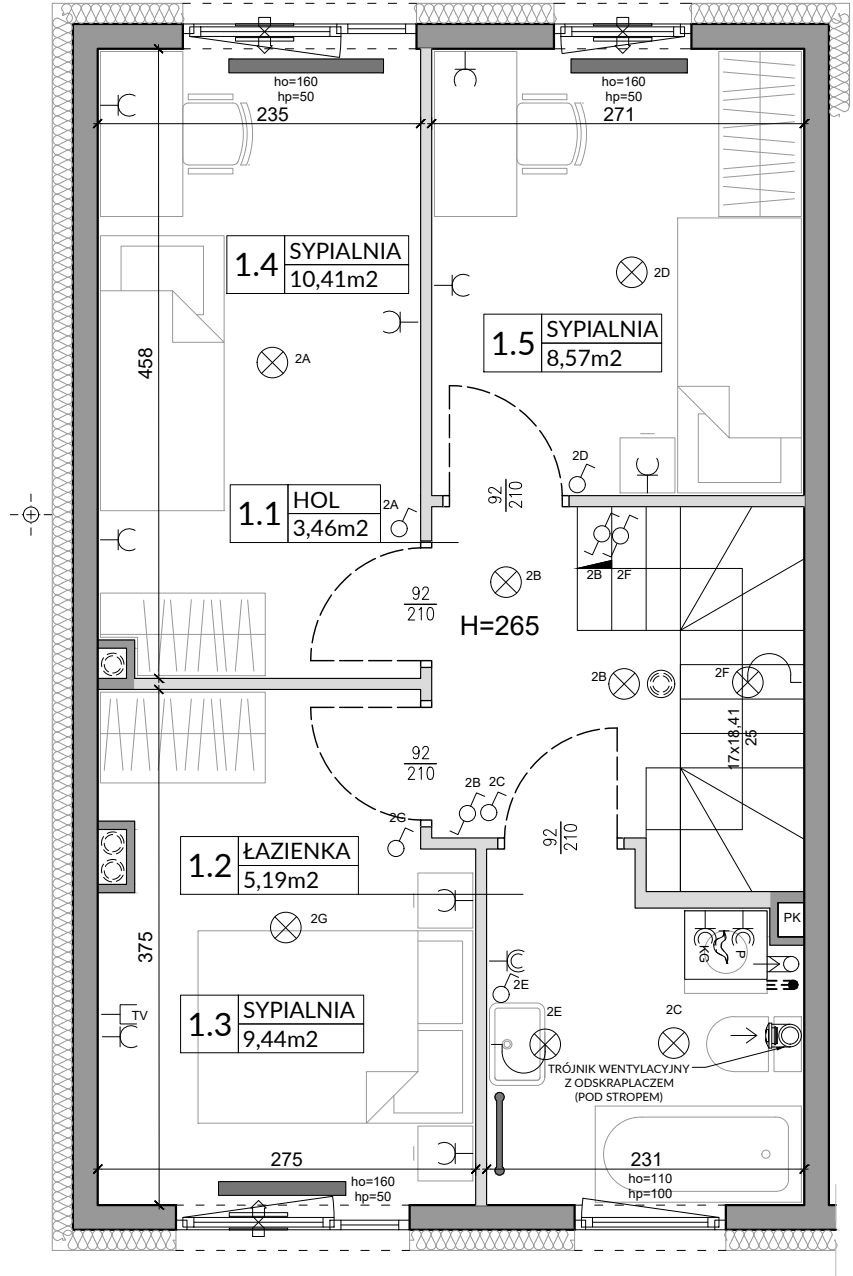 ho=160
hp=50
ho=160
hp=50
235
271
1.4
SYPIALNIA
10,41m2
2D
1.5
SYPIALNIA
8,57m2
458
2A
2D
1.1
HOL
3,46m2
2A
92
210
2B
2F
2B
92
210
H=265
2B
2F
17x18,41
25
92
210
2B
2C
2G
92
210
1.2
ŁAZIENKA
5,19m2
2G
PK
375
KG
P
2E
1.3
SYPIALNIA
9,44m2
TV
2E
2C
TRÓJNIK WENTYLACYJNY
Z ODSKRAPLACZEM
(POD STROPEM)
275
ho=160
hp=50
231
ho=110
hp=100